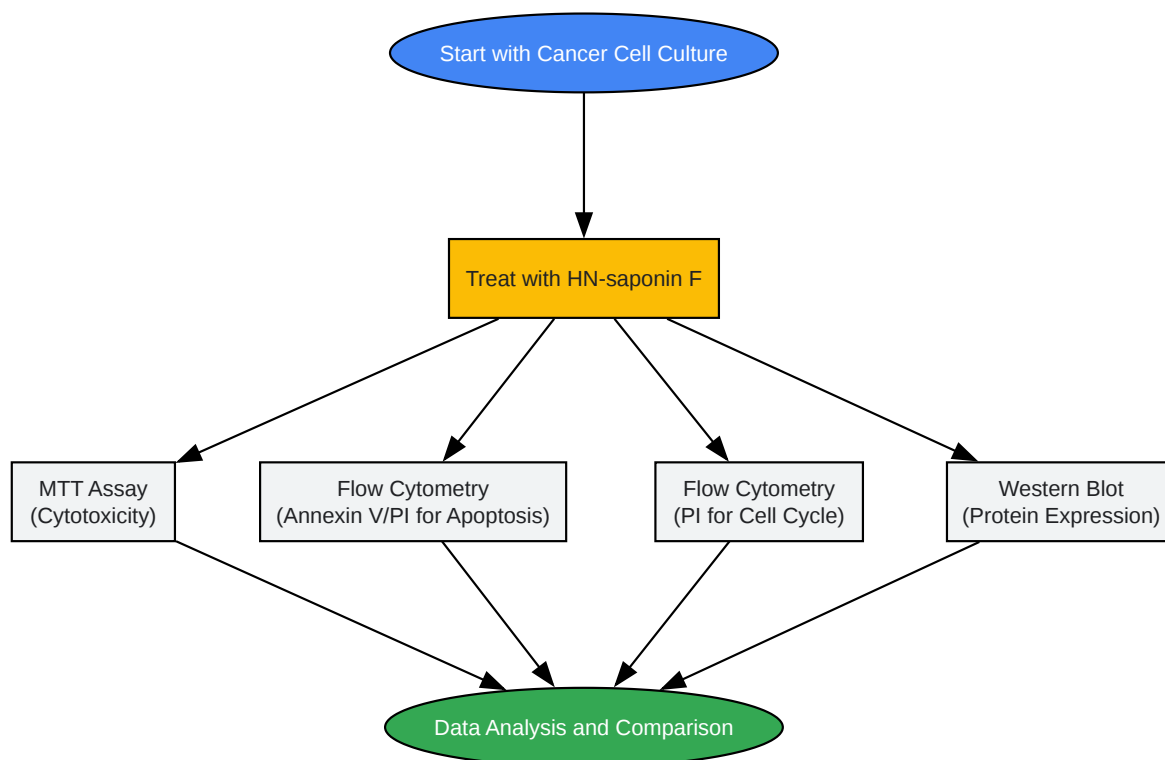 Start with Cancer Cell Culture
Treat with HN-saponin F
MTT Assay
(Cytotoxicity)
Flow Cytometry
(Annexin V/PI for Apoptosis)
Flow Cytometry
(PI for Cell Cycle)
Western Blot
(Protein Expression)
Data Analysis and Comparison